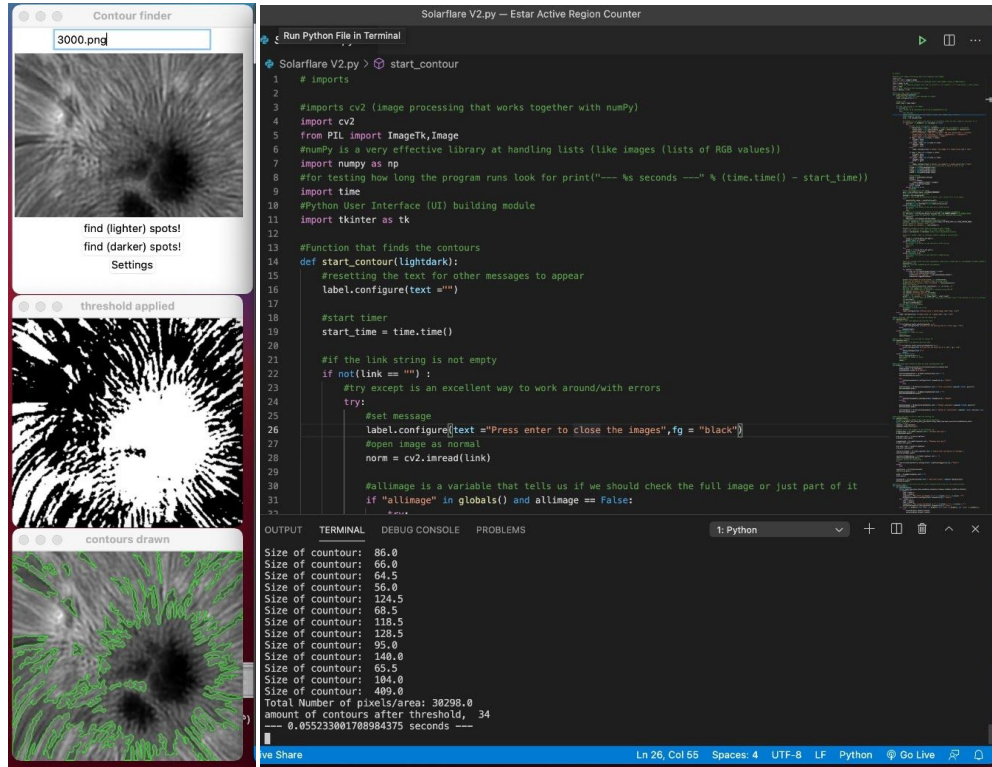 Contour finder
3000.png
find (lighter) spots!
find (darker) spots!
Settings
threshold applied
contours drawn
Solarflare V2.py — Estar Active Region Counter
Run Python File in Terminal
Solarflare V2.py > start_contour
1 # imports
2
3 #imports cv2 (image processing that works together with numPy)
4 import cv2
5 from PIL import ImageTk,Image
6 #numPy is a very effective library at handling lists (like images (lists of RGB values))
7 import numpy as np
8 #for testing how long the program runs look for print("--- %s seconds ---" % (time.time() - start_time))
9 import time
10 #Python User Interface (UI) building module
11 import tkinter as tk
12
13 #Function that finds the contours
14 def start_contour(lightdark):
15 #resetting the text for other messages to appear
16 label.configure(text ="")
17
18 #start timer
19 start_time = time.time()
20
21 #if the link string is not empty
22 if not(link == "") :
23 #try except is an excellent way to work around/with errors
24 try:
25 #set message
26 label.configure(text ="Press enter to close the images",fg = "black")
27 #open image as normal
28 norm = cv2.imread(link)
29
30 #allimage is a variable that tells us if we should check the full image or just part of it
31 if "allimage" in globals() and allimage == False:
OUTPUT TERMINAL DEBUG CONSOLE PROBLEMS 1: Python
Size of countour: 86.0
Size of countour: 66.0
Size of countour: 64.5
Size of countour: 56.0
Size of countour: 124.5
Size of countour: 68.5
Size of countour: 118.5
Size of countour: 128.5
Size of countour: 95.0
Size of countour: 140.0
Size of countour: 65.5
Size of countour: 104.0
Size of countour: 409.0
Total Number of pixels/area: 30298.0
amount of contours after threshold, 34
--- 0.055233001708984375 seconds ---
ive Share Ln 26, Col 55 Spaces: 4 UTF-8 LF Python Go Live